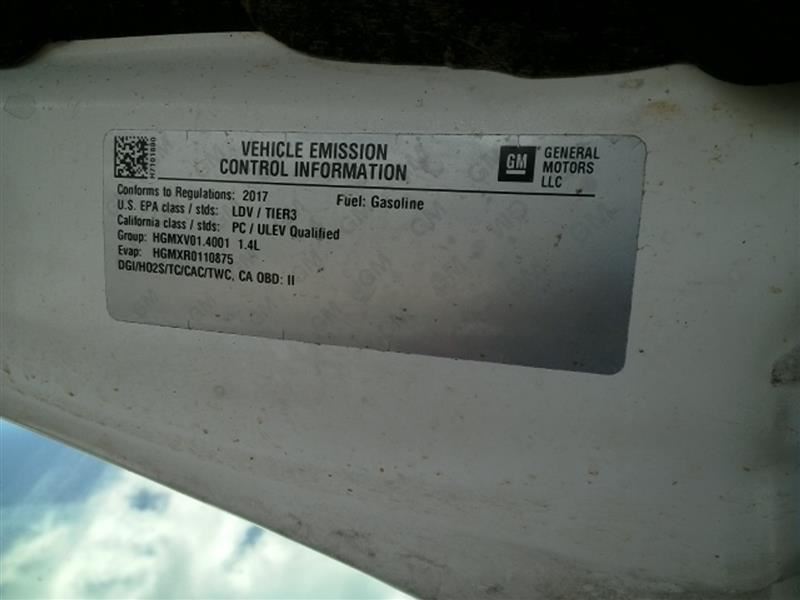 VEHICLE EMISSION
CONTROL INFORMATION
GM
GENERAL
MOTORS
LLC
Conforms to Regulations: 2017
Fuel: Gasoline
U.S. EPA class / stds: LDV / TIER3
California class / stds: PC / ULEV Qualified
Group: HGMXV01.4001 1.4L
Evap: HGMXR0110875
DGI/HO2S/TC/CAC/TWC, CA OBD: II